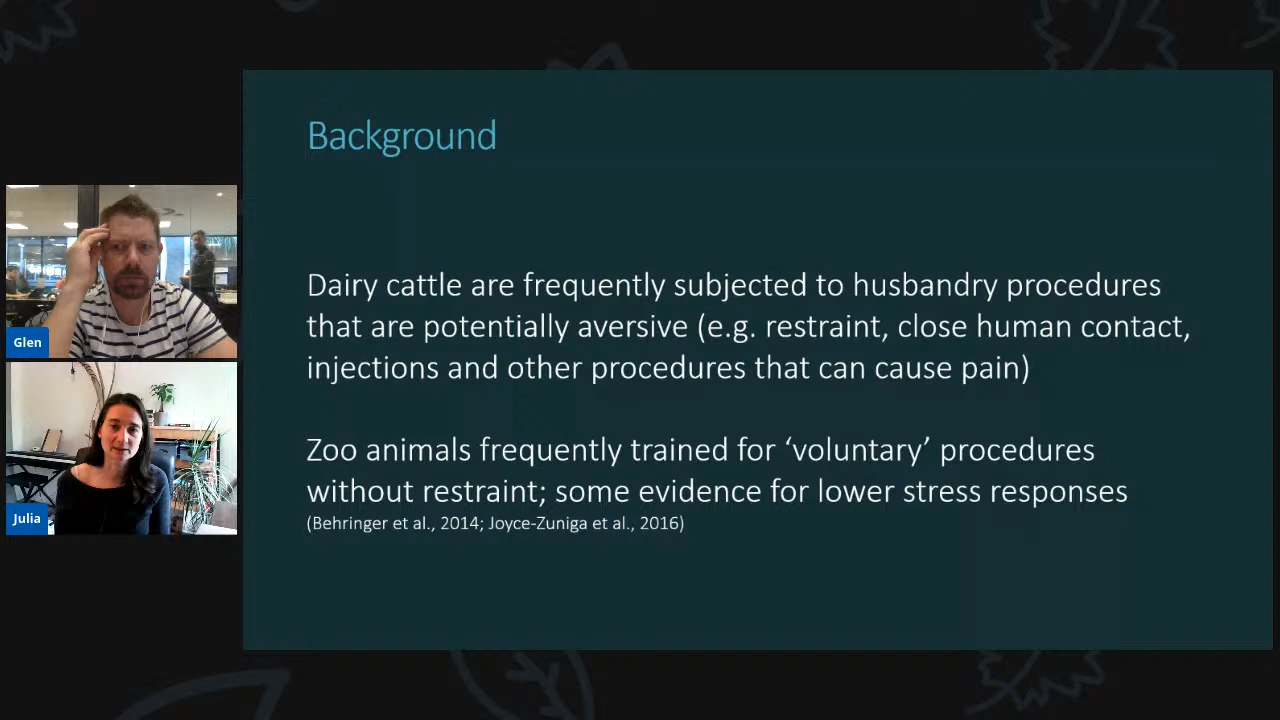 Background
Dairy cattle are frequently subjected to husbandry procedures
that are potentially aversive (e.g. restraint, close human contact,
injections and other procedures that can cause pain)
Zoo animals frequently trained for ‘voluntary’ procedures
without restraint; some evidence for lower stress responses
(Behringer et al., 2014; Joyce-Zuniga et al., 2016)
Glen
Julia